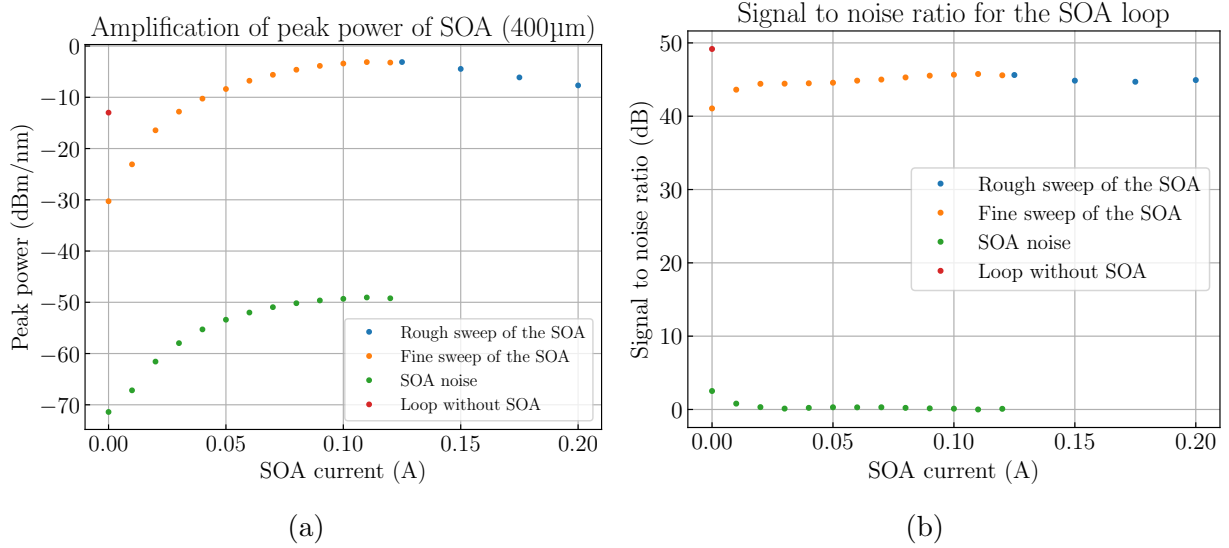 Amplification of peak power of SOA (400µm)
0
−10
−20
−30
−40
−50
−60
−70
Peak power (dBm/nm)
Rough sweep of the SOA
Fine sweep of the SOA
SOA noise
Loop without SOA
0.00 0.05 0.10 0.15 0.20
SOA current (A)
(a)
Signal to noise ratio for the SOA loop
50
40
30
20
10
0
Signal to noise ratio (dB)
Rough sweep of the SOA
Fine sweep of the SOA
SOA noise
Loop without SOA
0.00 0.05 0.10 0.15 0.20
SOA current (A)
(b)